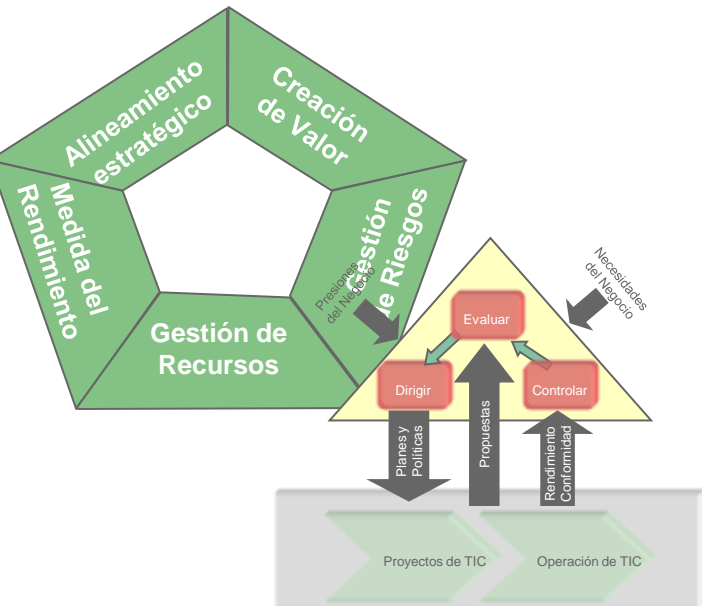 Alineamiento
estratégico
Creación
de Valor
Medida del
Rendimiento
Gestión
de Riesgos
Gestión de
Recursos
Presiones
del Negocio
Necesidades
del Negocio
Evaluar
Dirigir
Controlar
Planes y
Políticas
Propuestas
Rendimiento
Conformidad
Proyectos de TIC
Operación de TIC